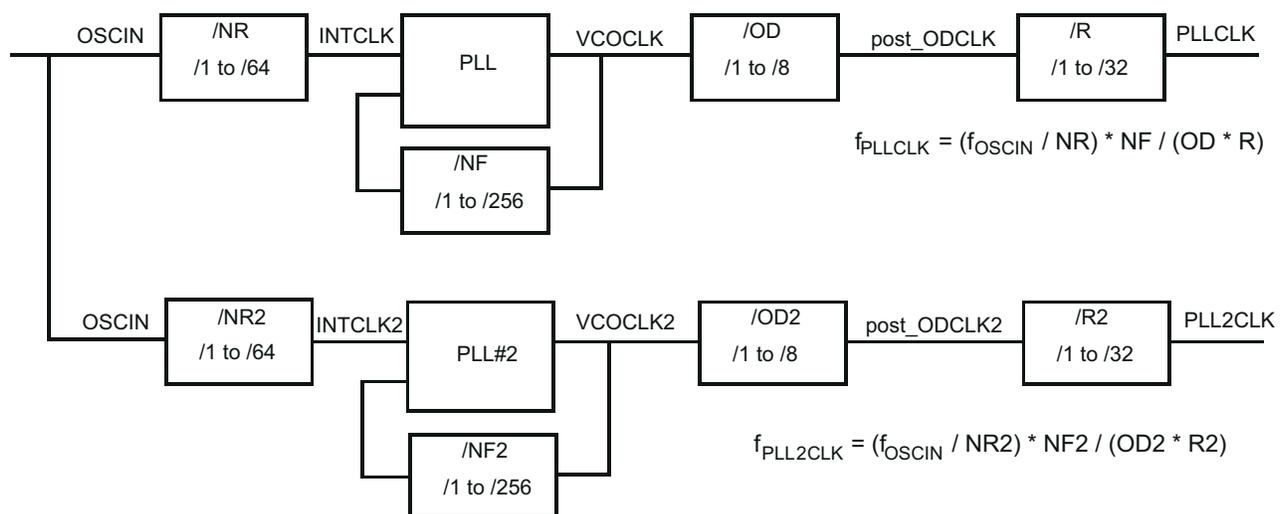 OSCIN
/NR
/1 to /64
INTCLK
PLL
VCOCLK
/OD
/1 to /8
post_ODCLK
/R
/1 to /32
PLLCLK
/NF
/1 to /256
fPLLCLK = (fOSCIN / NR) * NF / (OD * R)
OSCIN
/NR2
/1 to /64
INTCLK2
PLL#2
VCOCLK2
/OD2
/1 to /8
post_ODCLK2
/R2
/1 to /32
PLL2CLK
/NF2
/1 to /256
fPLL2CLK = (fOSCIN / NR2) * NF2 / (OD2 * R2)